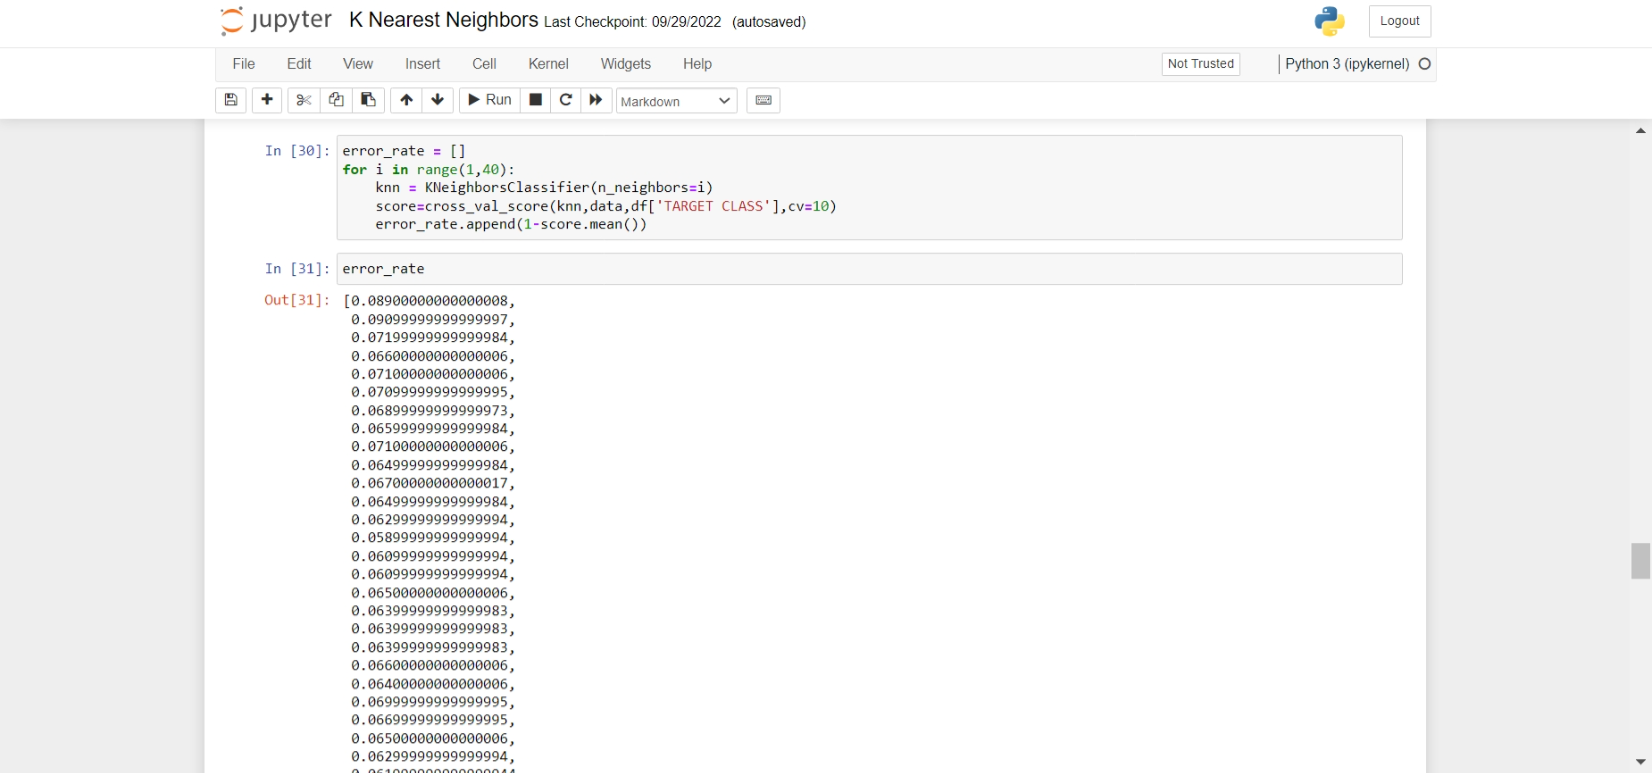 jupyter K Nearest Neighbors Last Checkpoint: 09/29/2022 (autosaved) Logout
File Edit View Insert Cell Kernel Widgets Help Not Trusted Python 3 (ipykernel)
Run Markdown
In [30]: error_rate = []
for i in range(1,40):
knn = KNeighborsClassifier(n_neighbors=i)
score=cross_val_score(knn,data,df['TARGET CLASS'],cv=10)
error_rate.append(1-score.mean())
In [31]: error_rate
Out[31]: [0.08900000000000008,
0.09099999999999997,
0.07199999999999984,
0.06600000000000006,
0.07100000000000006,
0.07099999999999995,
0.06899999999999973,
0.06599999999999984,
0.07100000000000006,
0.06499999999999984,
0.06700000000000017,
0.06499999999999984,
0.06299999999999994,
0.05899999999999994,
0.06099999999999994,
0.06099999999999994,
0.06500000000000006,
0.06399999999999983,
0.06399999999999983,
0.06399999999999983,
0.06600000000000006,
0.06400000000000006,
0.06999999999999995,
0.06699999999999995,
0.06500000000000006,
0.06299999999999994,